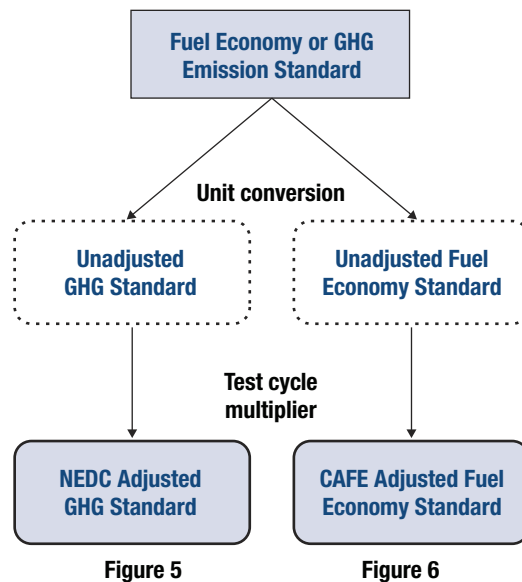 Fuel Economy or GHG
Emission Standard
Unit conversion
Unadjusted
GHG Standard
Unadjusted Fuel
Economy Standard
Test cycle
multiplier
NEDC Adjusted
GHG Standard
CAFE Adjusted Fuel
Economy Standard
Figure 5
Figure 6